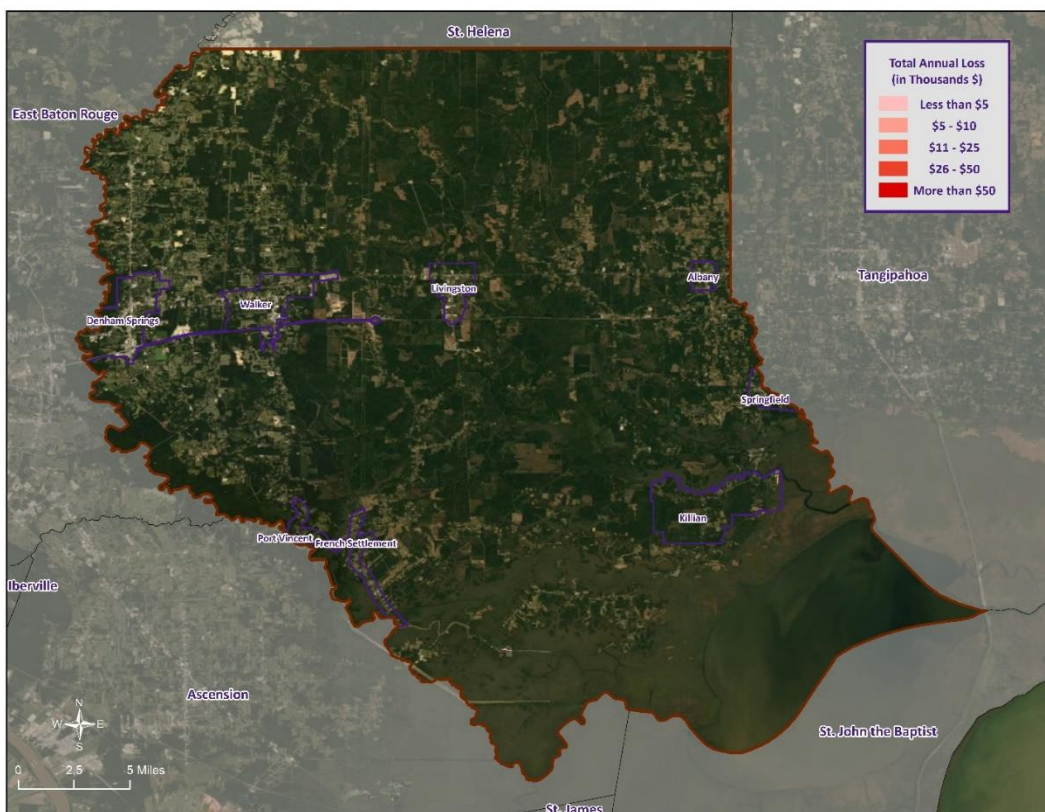 St. Helena
East Baton Rouge
Total Annual Loss
(in Thousands $)
Less than $5
$5 - $10
$11 - $25
$26 - $50
More than $50
Tangipahoa
Albany
Livingston
Walker
Denham Springs
Springfield
Killian
Port Vincent
French Settlement
Iberville
Ascension
St. John the Baptist
N
W
E
S
0 2.5 5 Miles
St. James